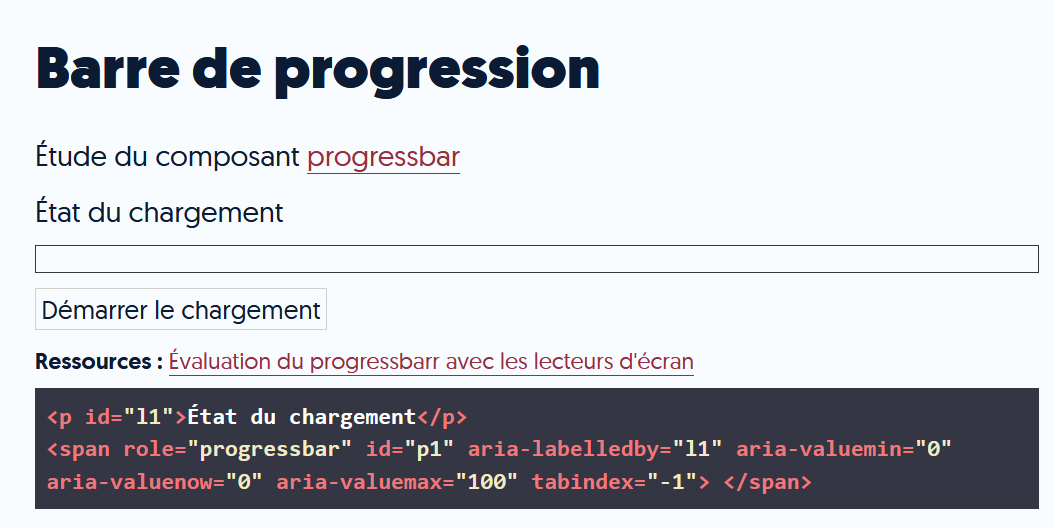 Barre de progression
Étude du composant progressbar
État du chargement
Démarrer le chargement
Ressources : Évaluation du progressbarr avec les lecteurs d'écran
<p id="l1">État du chargement</p>
<span role="progressbar" id="p1" aria-labelledby="l1" aria-valuemin="0"
aria-valuenow="0" aria-valuemax="100" tabindex="-1"> </span>